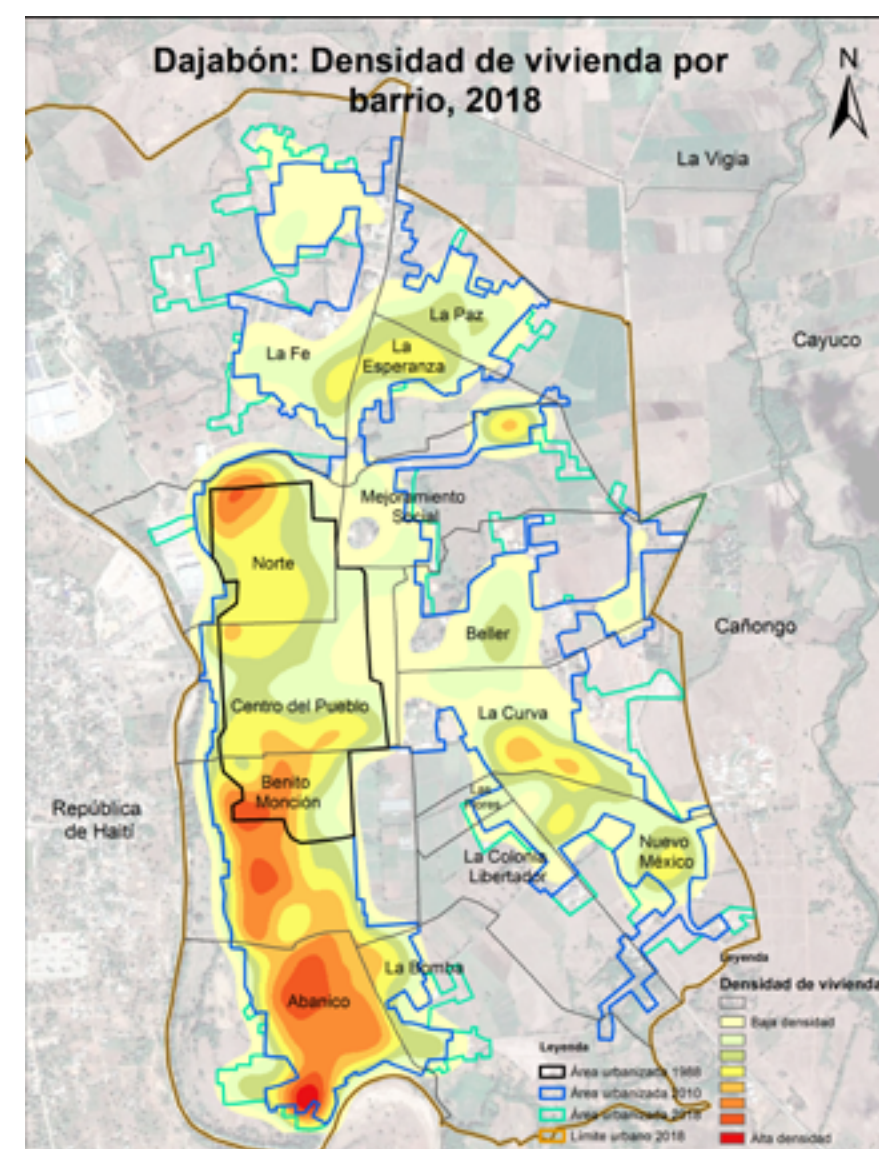 Dajabón: Densidad de vivienda por
barrio, 2018
N
La Vigia
La Paz
La Fe
La
Esperanza
Cayuco
Mejoramiento
Social
Norte
Beller
Cañongo
Centro del Pueblo
La Curva
Benito
Monción
Las
Flores
República
de Haití
Nuevo
México
La Colonia
Libertador
La Bomba
Abanico
Leyenda
Densidad de vivienda
Baja densidad
Alta densidad
Leyenda
Área urbanizada 1988
Área urbanizada 2010
Área urbanizada 2018
Límite urbano 2018